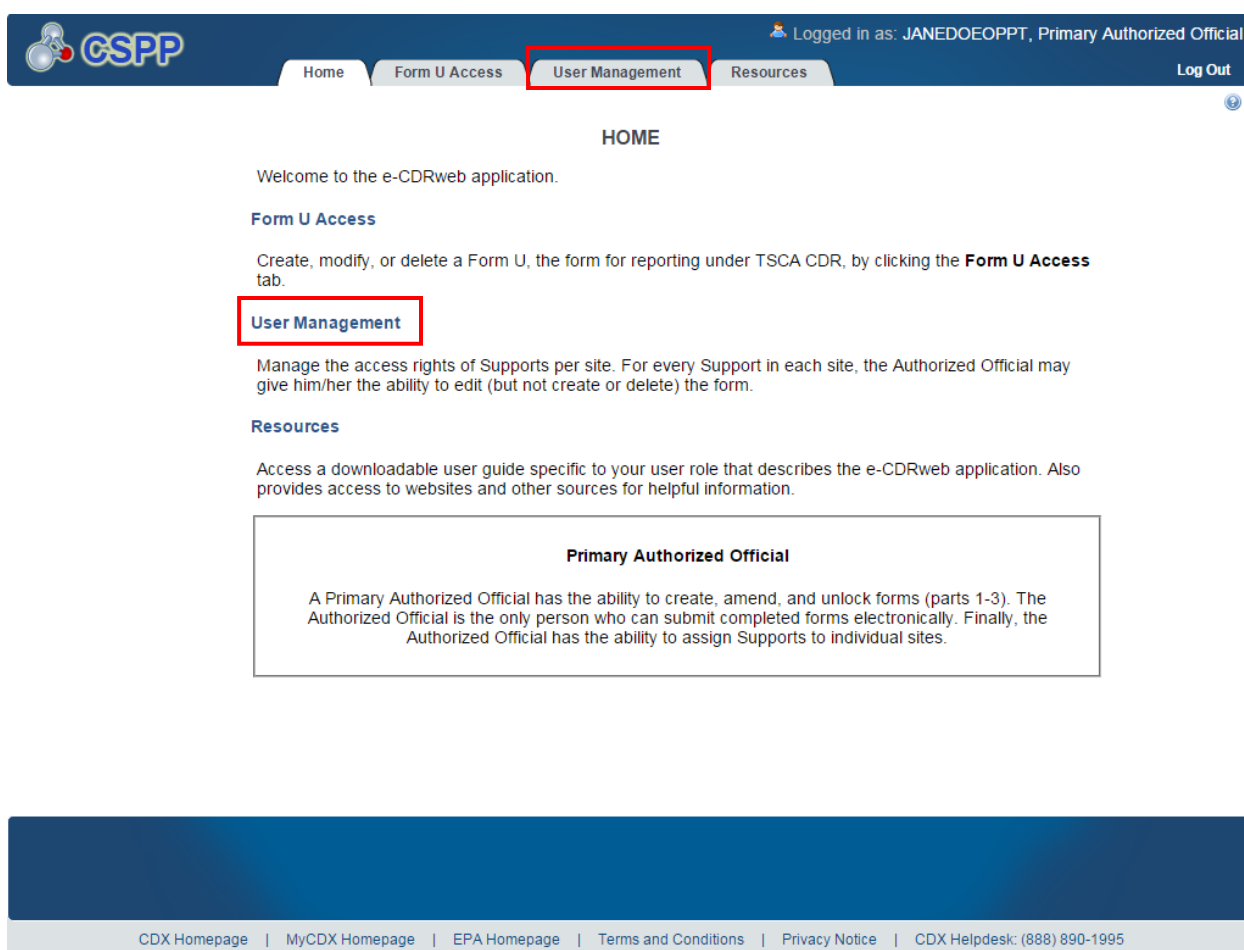 CSPP
Logged in as: JANEDOEOPPT, Primary Authorized Official
Home Form U Access User Management Resources Log Out
HOME
Welcome to the e-CDRweb application.
Form U Access
Create, modify, or delete a Form U, the form for reporting under TSCA CDR, by clicking the Form U Access
tab.
User Management
Manage the access rights of Supports per site. For every Support in each site, the Authorized Official may
give him/her the ability to edit (but not create or delete) the form.
Resources
Access a downloadable user guide specific to your user role that describes the e-CDRweb application. Also
provides access to websites and other sources for helpful information.
Primary Authorized Official
A Primary Authorized Official has the ability to create, amend, and unlock forms (parts 1-3). The
Authorized Official is the only person who can submit completed forms electronically. Finally, the
Authorized Official has the ability to assign Supports to individual sites.
CDX Homepage | MyCDX Homepage | EPA Homepage | Terms and Conditions | Privacy Notice | CDX Helpdesk: (888) 890-1995